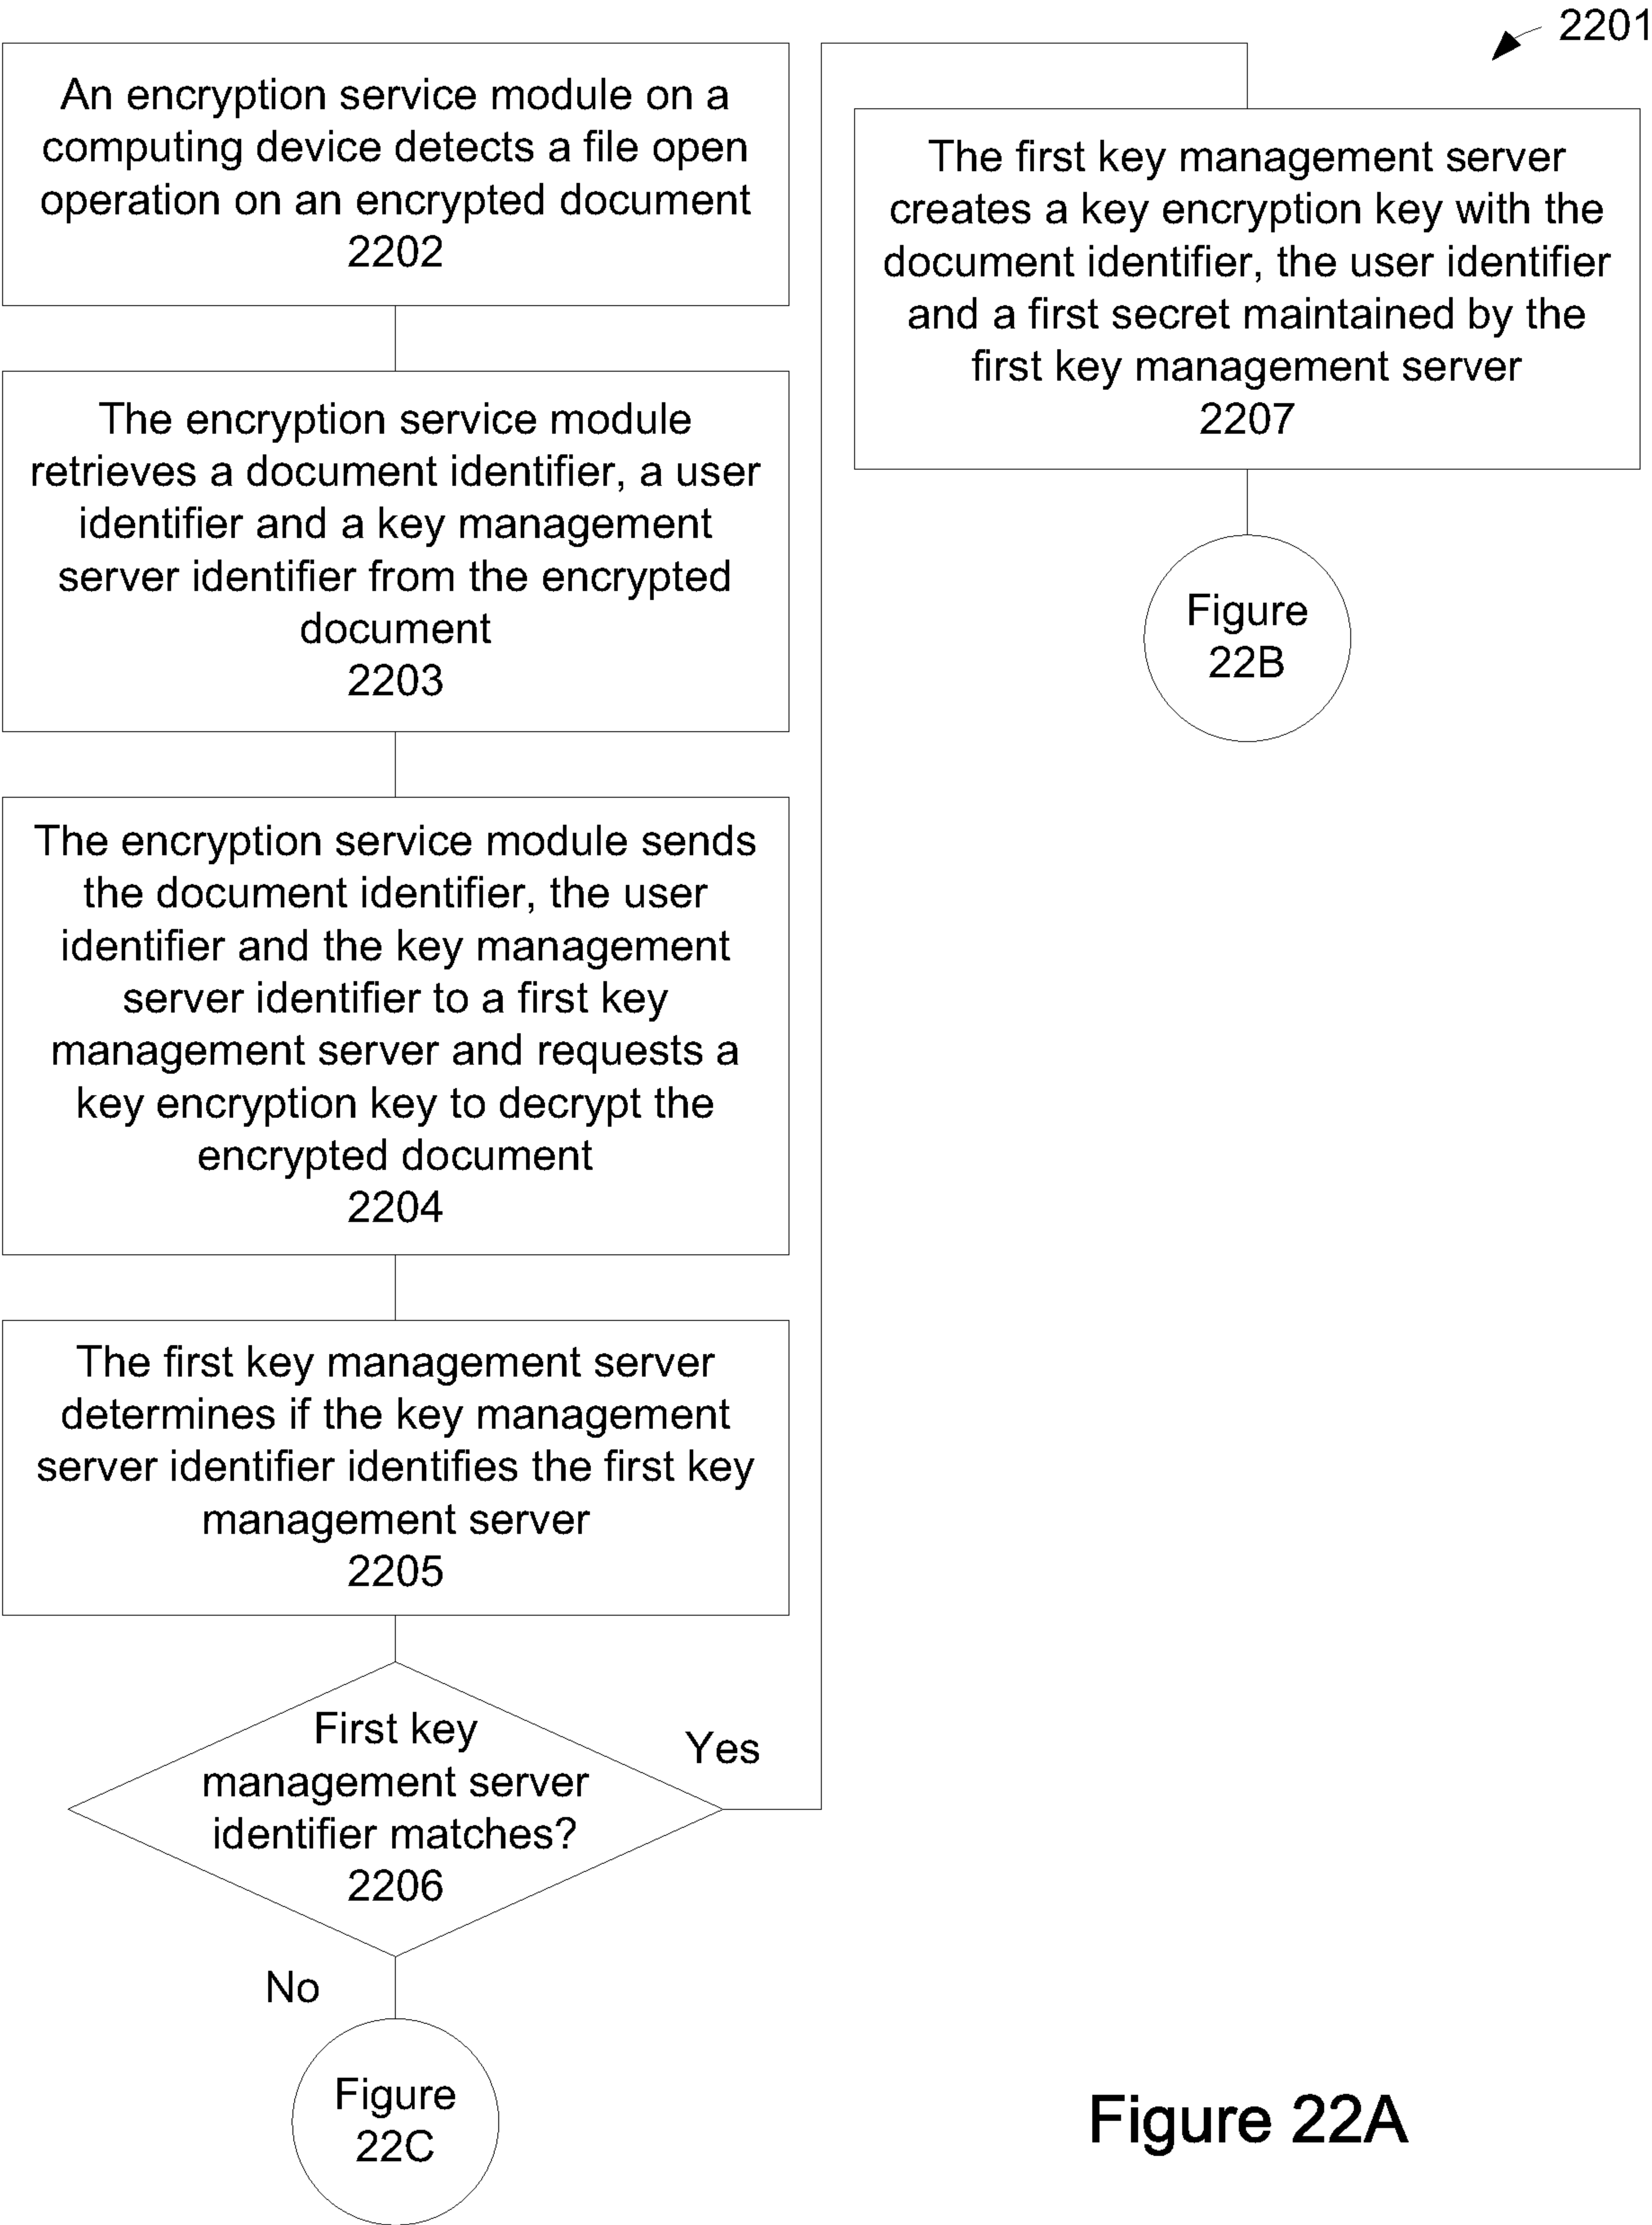 2201
An encryption service module on a
computing device detects a file open
operation on an encrypted document
2202
The encryption service module
retrieves a document identifier, a user
identifier and a key management
server identifier from the encrypted
document
2203
The encryption service module sends
the document identifier, the user
identifier and the key management
server identifier to a first key
management server and requests a
key encryption key to decrypt the
encrypted document
2204
The first key management server
determines if the key management
server identifier identifies the first key
management server
2205
First key
management server
identifier matches?
2206
Yes
No
Figure
22C
The first key management server
creates a key encryption key with the
document identifier, the user identifier
and a first secret maintained by the
first key management server
2207
Figure
22B
Figure 22A